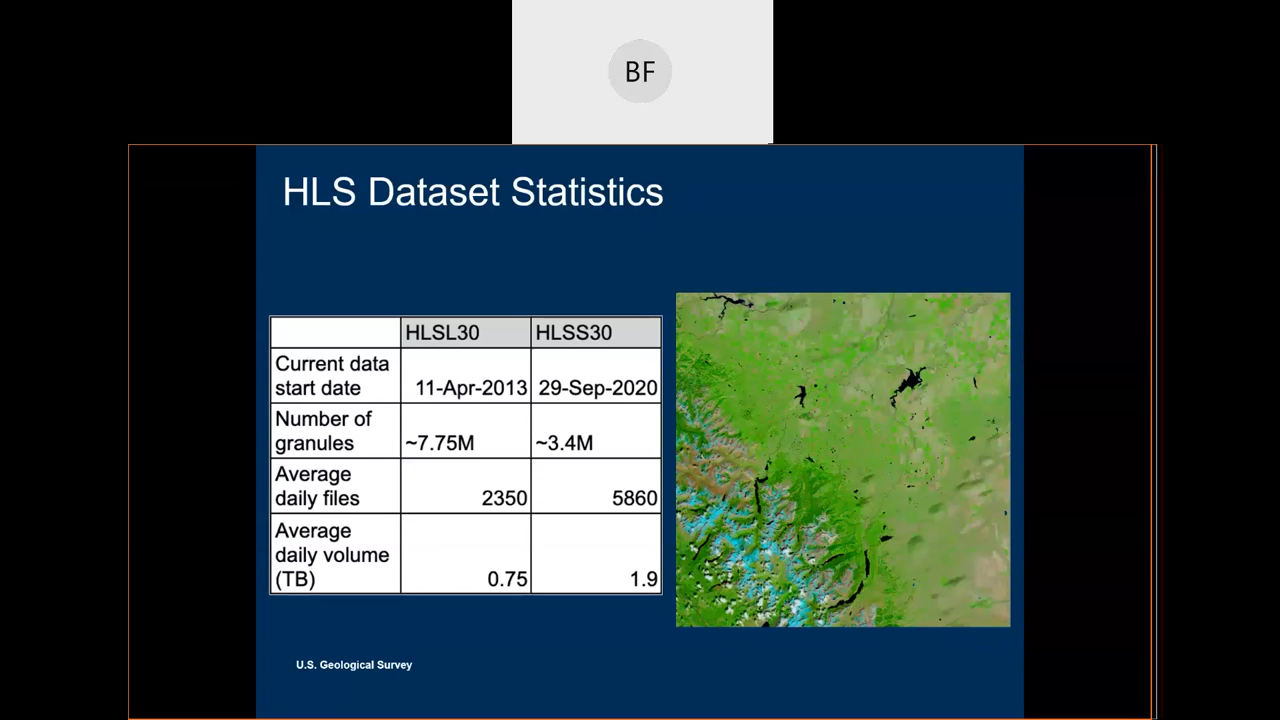 BF
HLS Dataset Statistics
HLSL30 HLSS30
Current data
start date 11-Apr-2013 29-Sep-2020
Number of
granules ~7.75M ~3.4M
Average
daily files 2350 5860
Average
daily volume
(TB) 0.75 1.9
U.S. Geological Survey